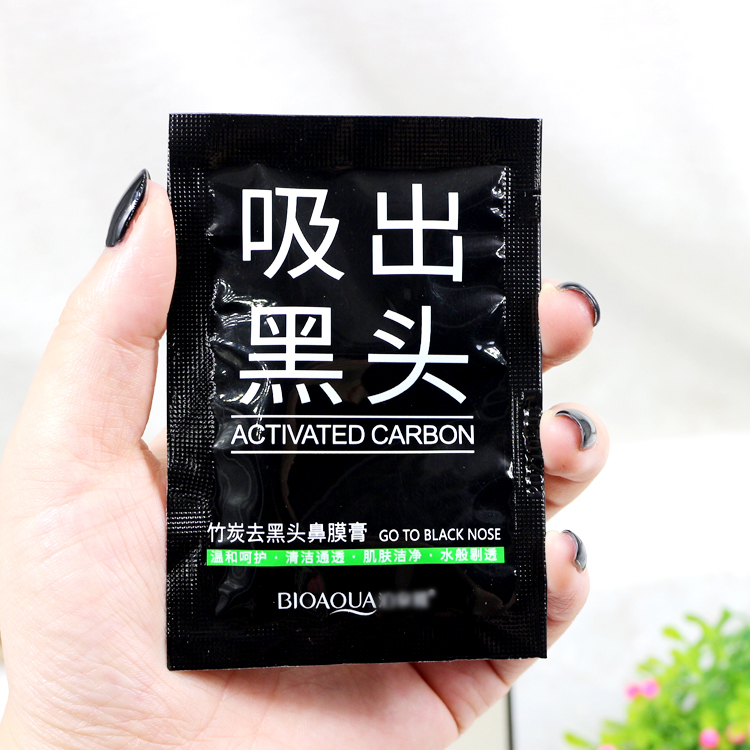 吸出
黑头
ACTIVATED CARBON
竹炭去黑头鼻膜膏 GO TO BLACK NOSE
温和呵护·清洁通透·肌肤洁净·水般剔透
BIOAQUA